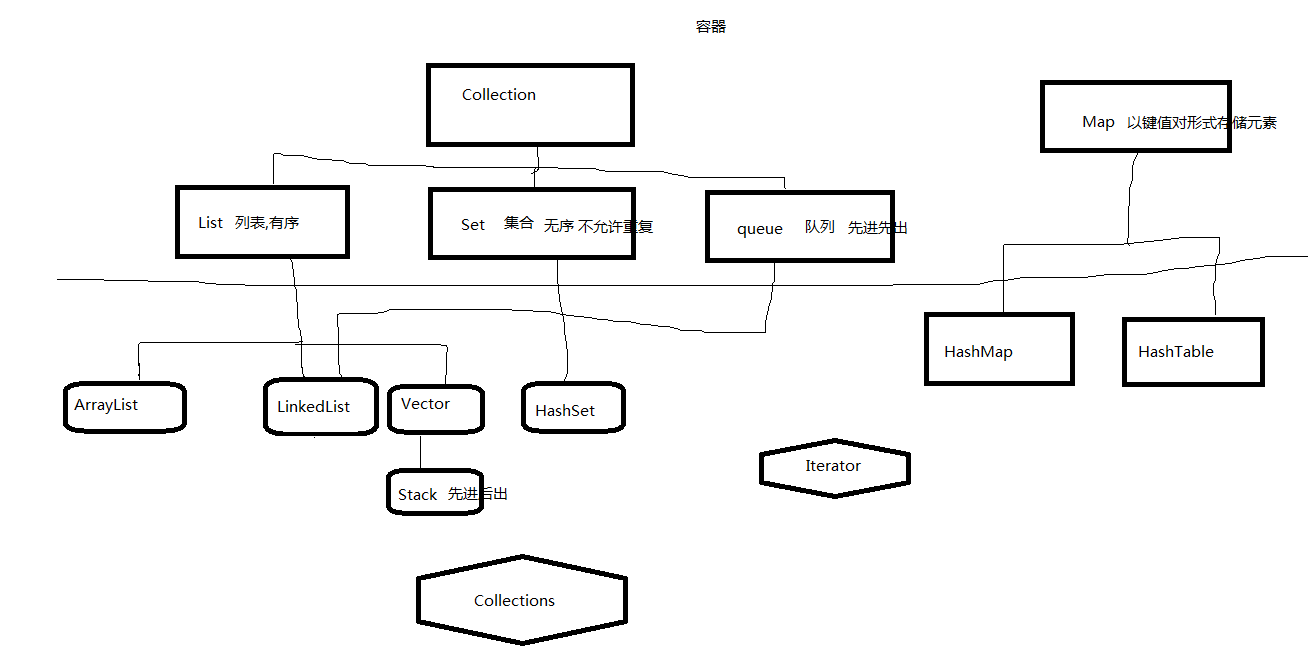 容器
Collection
Map 以键值对形式存储元素
List 列表,有序
Set 集合 无序 不允许重复
queue 队列 先进先出
HashMap
HashTable
ArrayList
LinkedList
Vector
HashSet
Iterator
Stack 先进后出
Collections